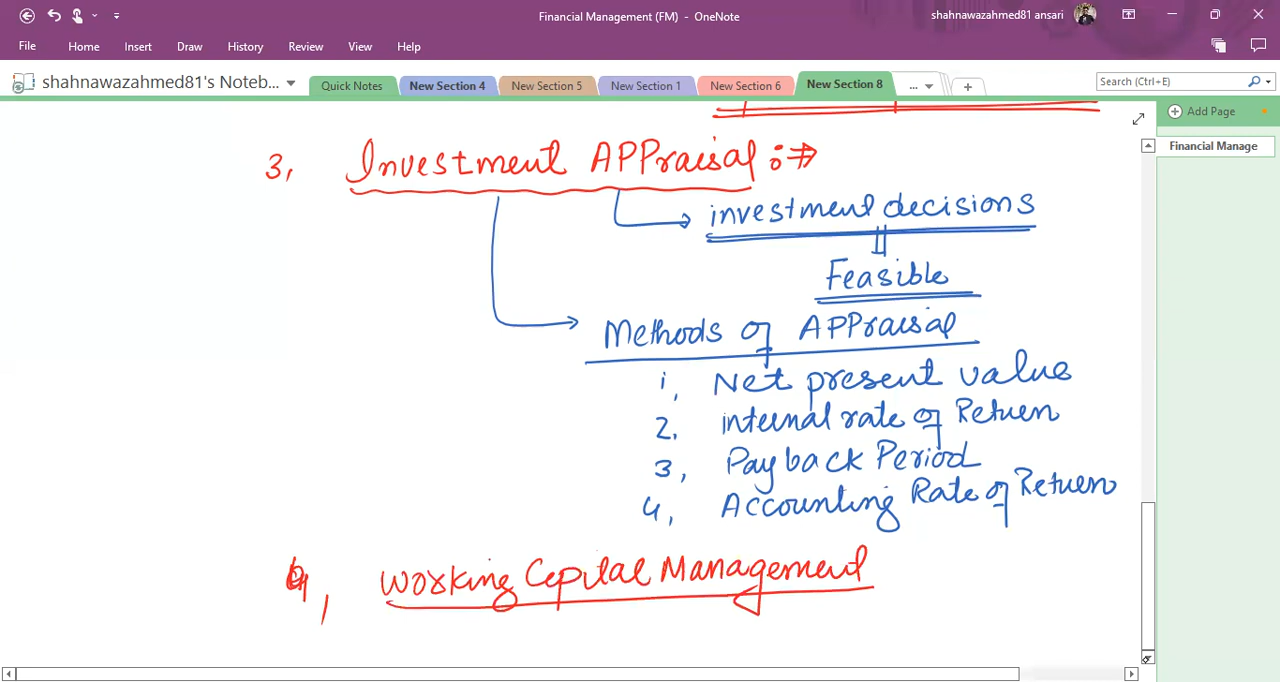 Financial Management (FM) - OneNote
shahnawazahmed81 ansari
File Home Insert Draw History Review View Help
shahnawazahmed81's Noteb...
Quick Notes New Section 4 New Section 5 New Section 1 New Section 6 New Section 8 ... +
Search (Ctrl+E)
Add Page
Financial Manage
3, Investment APPraisal :⇒
investment decisions
Feasible
Methods of APPraisal
1, Net present value
2. internal rate of Return
3, Payback Period
4, Accounting Rate of Return
4, Working Cepital Management